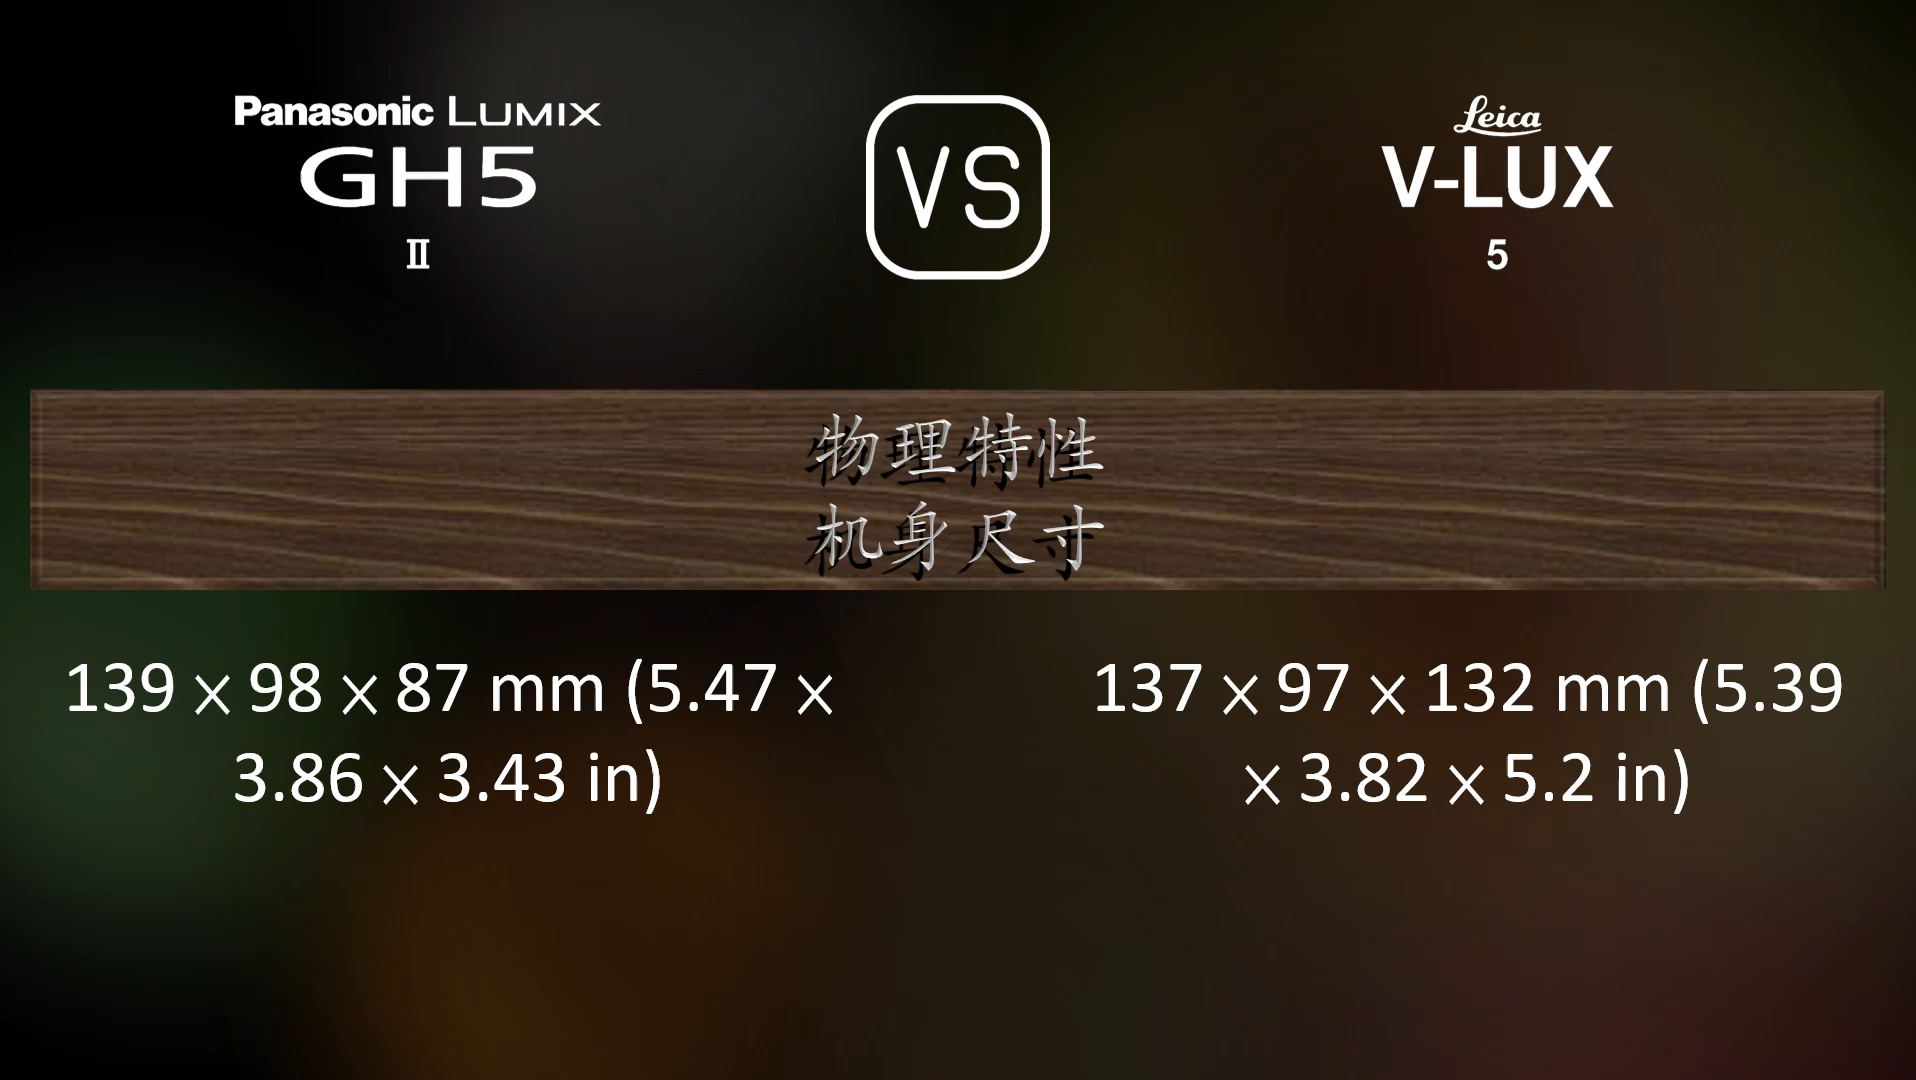 Panasonic LUMIX
GH5
II
VS
Leica
V-LUX
5
物理特性
机身尺寸
139 x 98 x 87 mm (5.47 x
3.86 x 3.43 in)
137 x 97 x 132 mm (5.39
x 3.82 x 5.2 in)